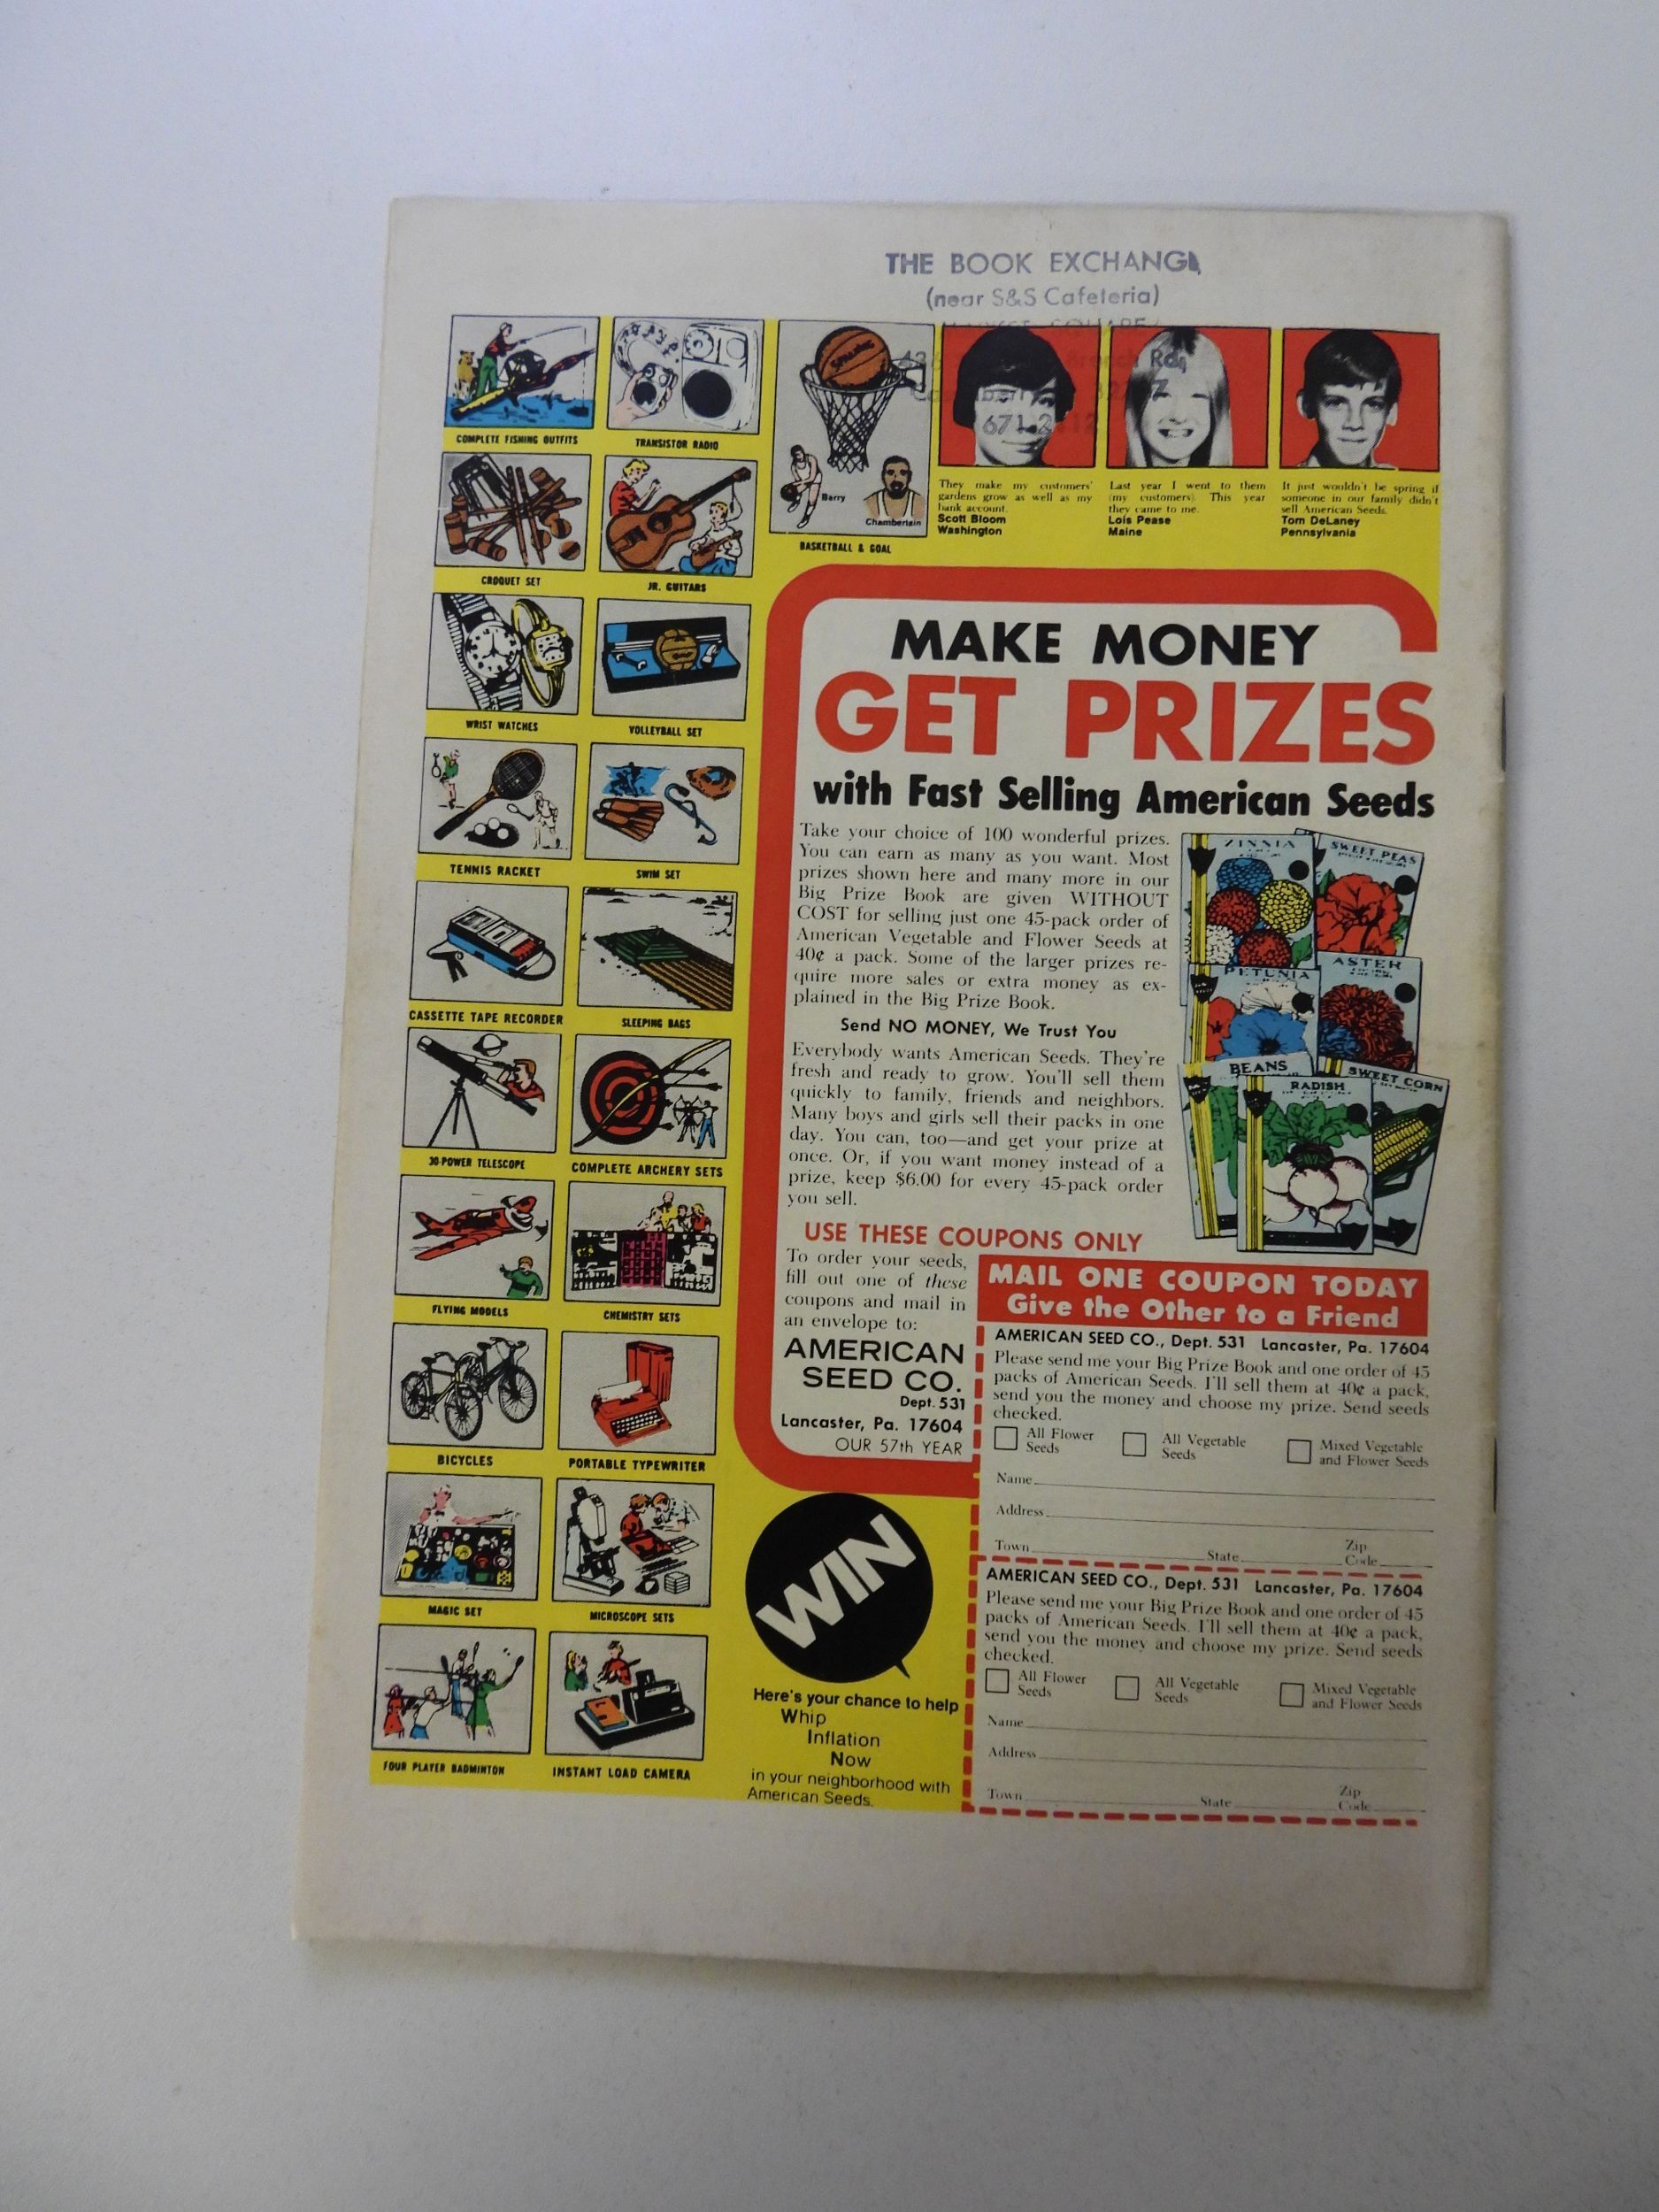 THE BOOK EXCHANGE
(near S&S Cafeteria)
SQUARE
436 Branch Rd.
671-2212
COMPLETE FISHING OUTFITS
TRANSISTOR RADIO
SPALDING
Barry
Chamberlain
BASKETBALL & GOAL
They make my customers'
gardens grow as well as my
bank account.
Scott Bloom
Washington
Last year I went to them
(my customers). This year
they came to me.
Lois Pease
Maine
It just wouldn't be spring if
someone in our family didn't
sell American Seeds.
Tom DeLaney
Pennsylvania
CROQUET SET
JR. GUITARS
WRIST WATCHES
VOLLEYBALL SET
TENNIS RACKET
SWIM SET
CASSETTE TAPE RECORDER
SLEEPING BAGS
30-POWER TELESCOPE
COMPLETE ARCHERY SETS
FLYING MODELS
CHEMISTRY SETS
BICYCLES
PORTABLE TYPEWRITER
MAGIC SET
MICROSCOPE SETS
FOUR PLAYER BADMINTON
INSTANT LOAD CAMERA
MAKE MONEY
GET PRIZES
with Fast Selling American Seeds
Take your choice of 100 wonderful prizes.
You can earn as many as you want. Most
prizes shown here and many more in our
Big Prize Book are given WITHOUT
COST for selling just one 45-pack order of
American Vegetable and Flower Seeds at
40¢ a pack. Some of the larger prizes re-
quire more sales or extra money as ex-
plained in the Big Prize Book.
Send NO MONEY, We Trust You
Everybody wants American Seeds. They're
fresh and ready to grow. You'll sell them
quickly to family, friends and neighbors.
Many boys and girls sell their packs in one
day. You can, too—and get your prize at
once. Or, if you want money instead of a
prize, keep $6.00 for every 45-pack order
you sell.
ZINNIA
SWEET PEAS
PETUNIA
ASTER
BEANS
RADISH
SWEET CORN
USE THESE COUPONS ONLY
To order your seeds,
fill out one of these
coupons and mail in
an envelope to:
AMERICAN
SEED CO.
Dept. 531
Lancaster, Pa. 17604
OUR 57th YEAR
MAIL ONE COUPON TODAY
Give the Other to a Friend
AMERICAN SEED CO., Dept. 531 Lancaster, Pa. 17604
Please send me your Big Prize Book and one order of 45
packs of American Seeds. I'll sell them at 40¢ a pack,
send you the money and choose my prize. Send seeds
checked.
All Flower Seeds
All Vegetable Seeds
Mixed Vegetable and Flower Seeds
Name
Address
Town State Zip Code
AMERICAN SEED CO., Dept. 531 Lancaster, Pa. 17604
Please send me your Big Prize Book and one order of 45
packs of American Seeds. I'll sell them at 40¢ a pack,
send you the money and choose my prize. Send seeds
checked.
All Flower Seeds
All Vegetable Seeds
Mixed Vegetable and Flower Seeds
Name
Address
Town State Zip Code
WIN
Here's your chance to help
Whip
Inflation
Now
in your neighborhood with
American Seeds.